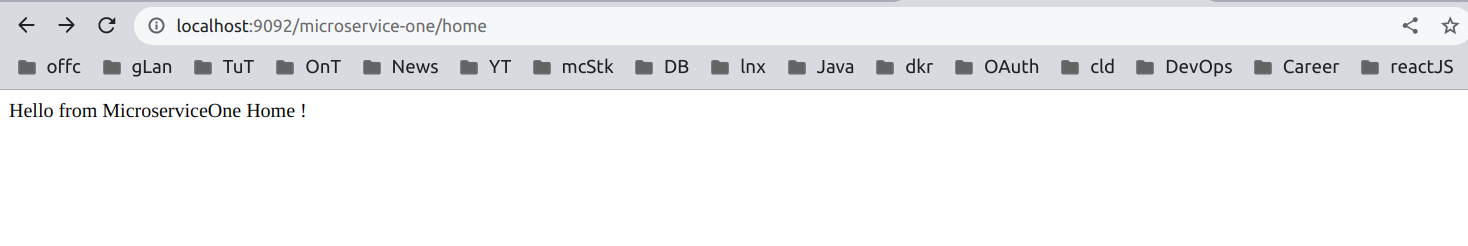 localhost:9092/microservice-one/home
offc gLan TuT OnT News YT mcStk DB lnx Java dkr OAuth cld DevOps Career reactJS
Hello from MicroserviceOne Home !